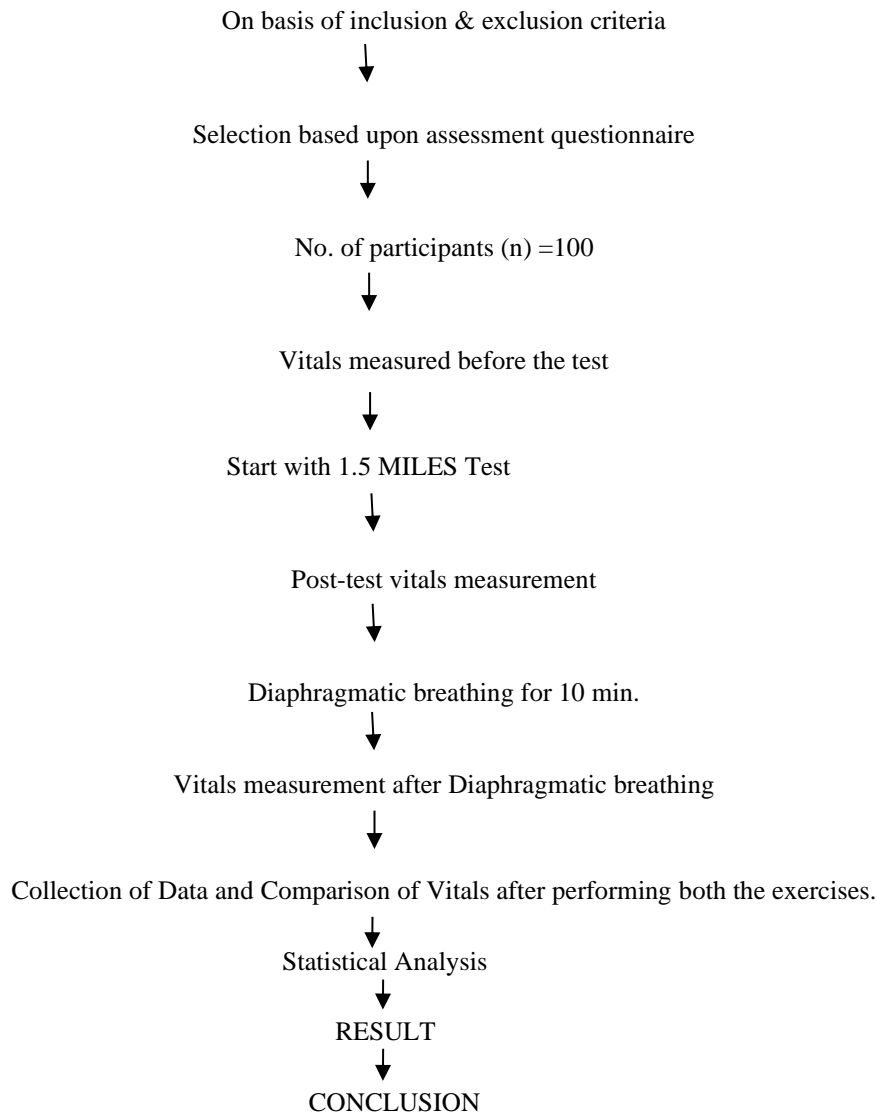 On basis of inclusion & exclusion criteria
Selection based upon assessment questionnaire
No. of participants (n) =100
Vitals measured before the test
Start with 1.5 MILES Test
Post-test vitals measurement
Diaphragmatic breathing for 10 min.
Vitals measurement after Diaphragmatic breathing
Collection of Data and Comparison of Vitals after performing both the exercises.
Statistical Analysis
RESULT
CONCLUSION